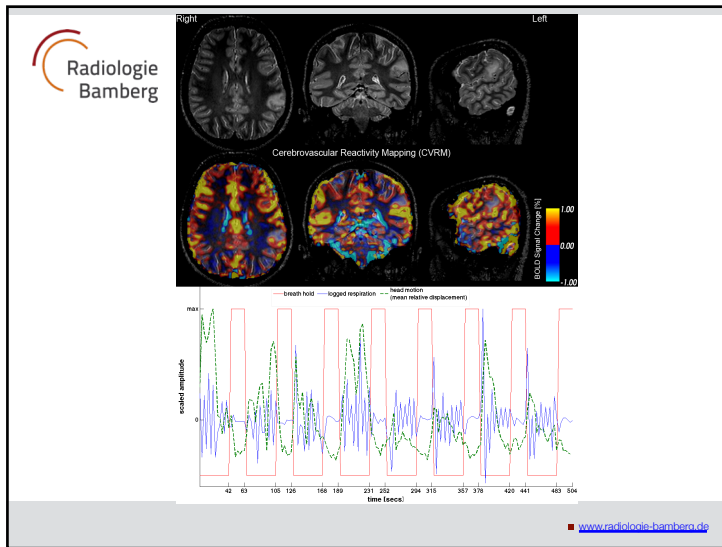 Right
Left
Radiologie
Bamberg
Cerebrovascular Reactivity Mapping (CVRM)
1.00
0.00
-1.00
BOLD Signal Change [%]
breath hold
logged respiration
head motion
(mean relative displacement)
max
0
scaled amplitude
42 63 105 126 168 189 231 252 294 315 357 378 420 441 483 504
time [secs]
www.radiologie-bamberg.de